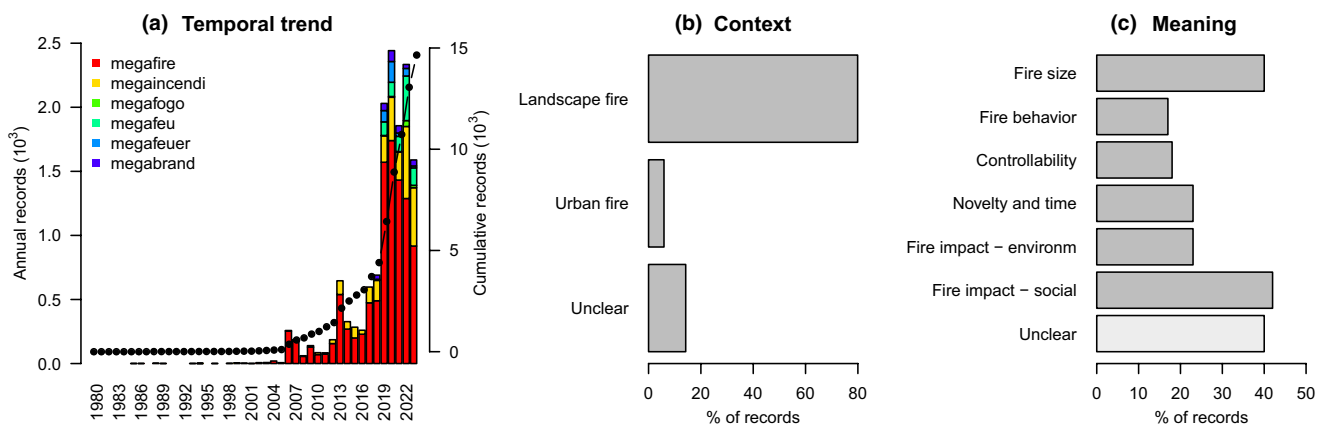 (a) Temporal trend
2.5
2.0
1.5
1.0
0.5
0.0
Annual records (10³)
megafire
megaincendi
megafogo
megafeu
megafeuer
megabrand
15
10
5
0
Cumulative records (10³)
1980 1983 1986 1989 1992 1995 1998 2001 2004 2007 2010 2013 2016 2019 2022
(b) Context
Landscape fire
Urban fire
Unclear
0 20 40 60 80
% of records
(c) Meaning
Fire size
Fire behavior
Controllability
Novelty and time
Fire impact − environm
Fire impact − social
Unclear
0 10 20 30 40 50
% of records